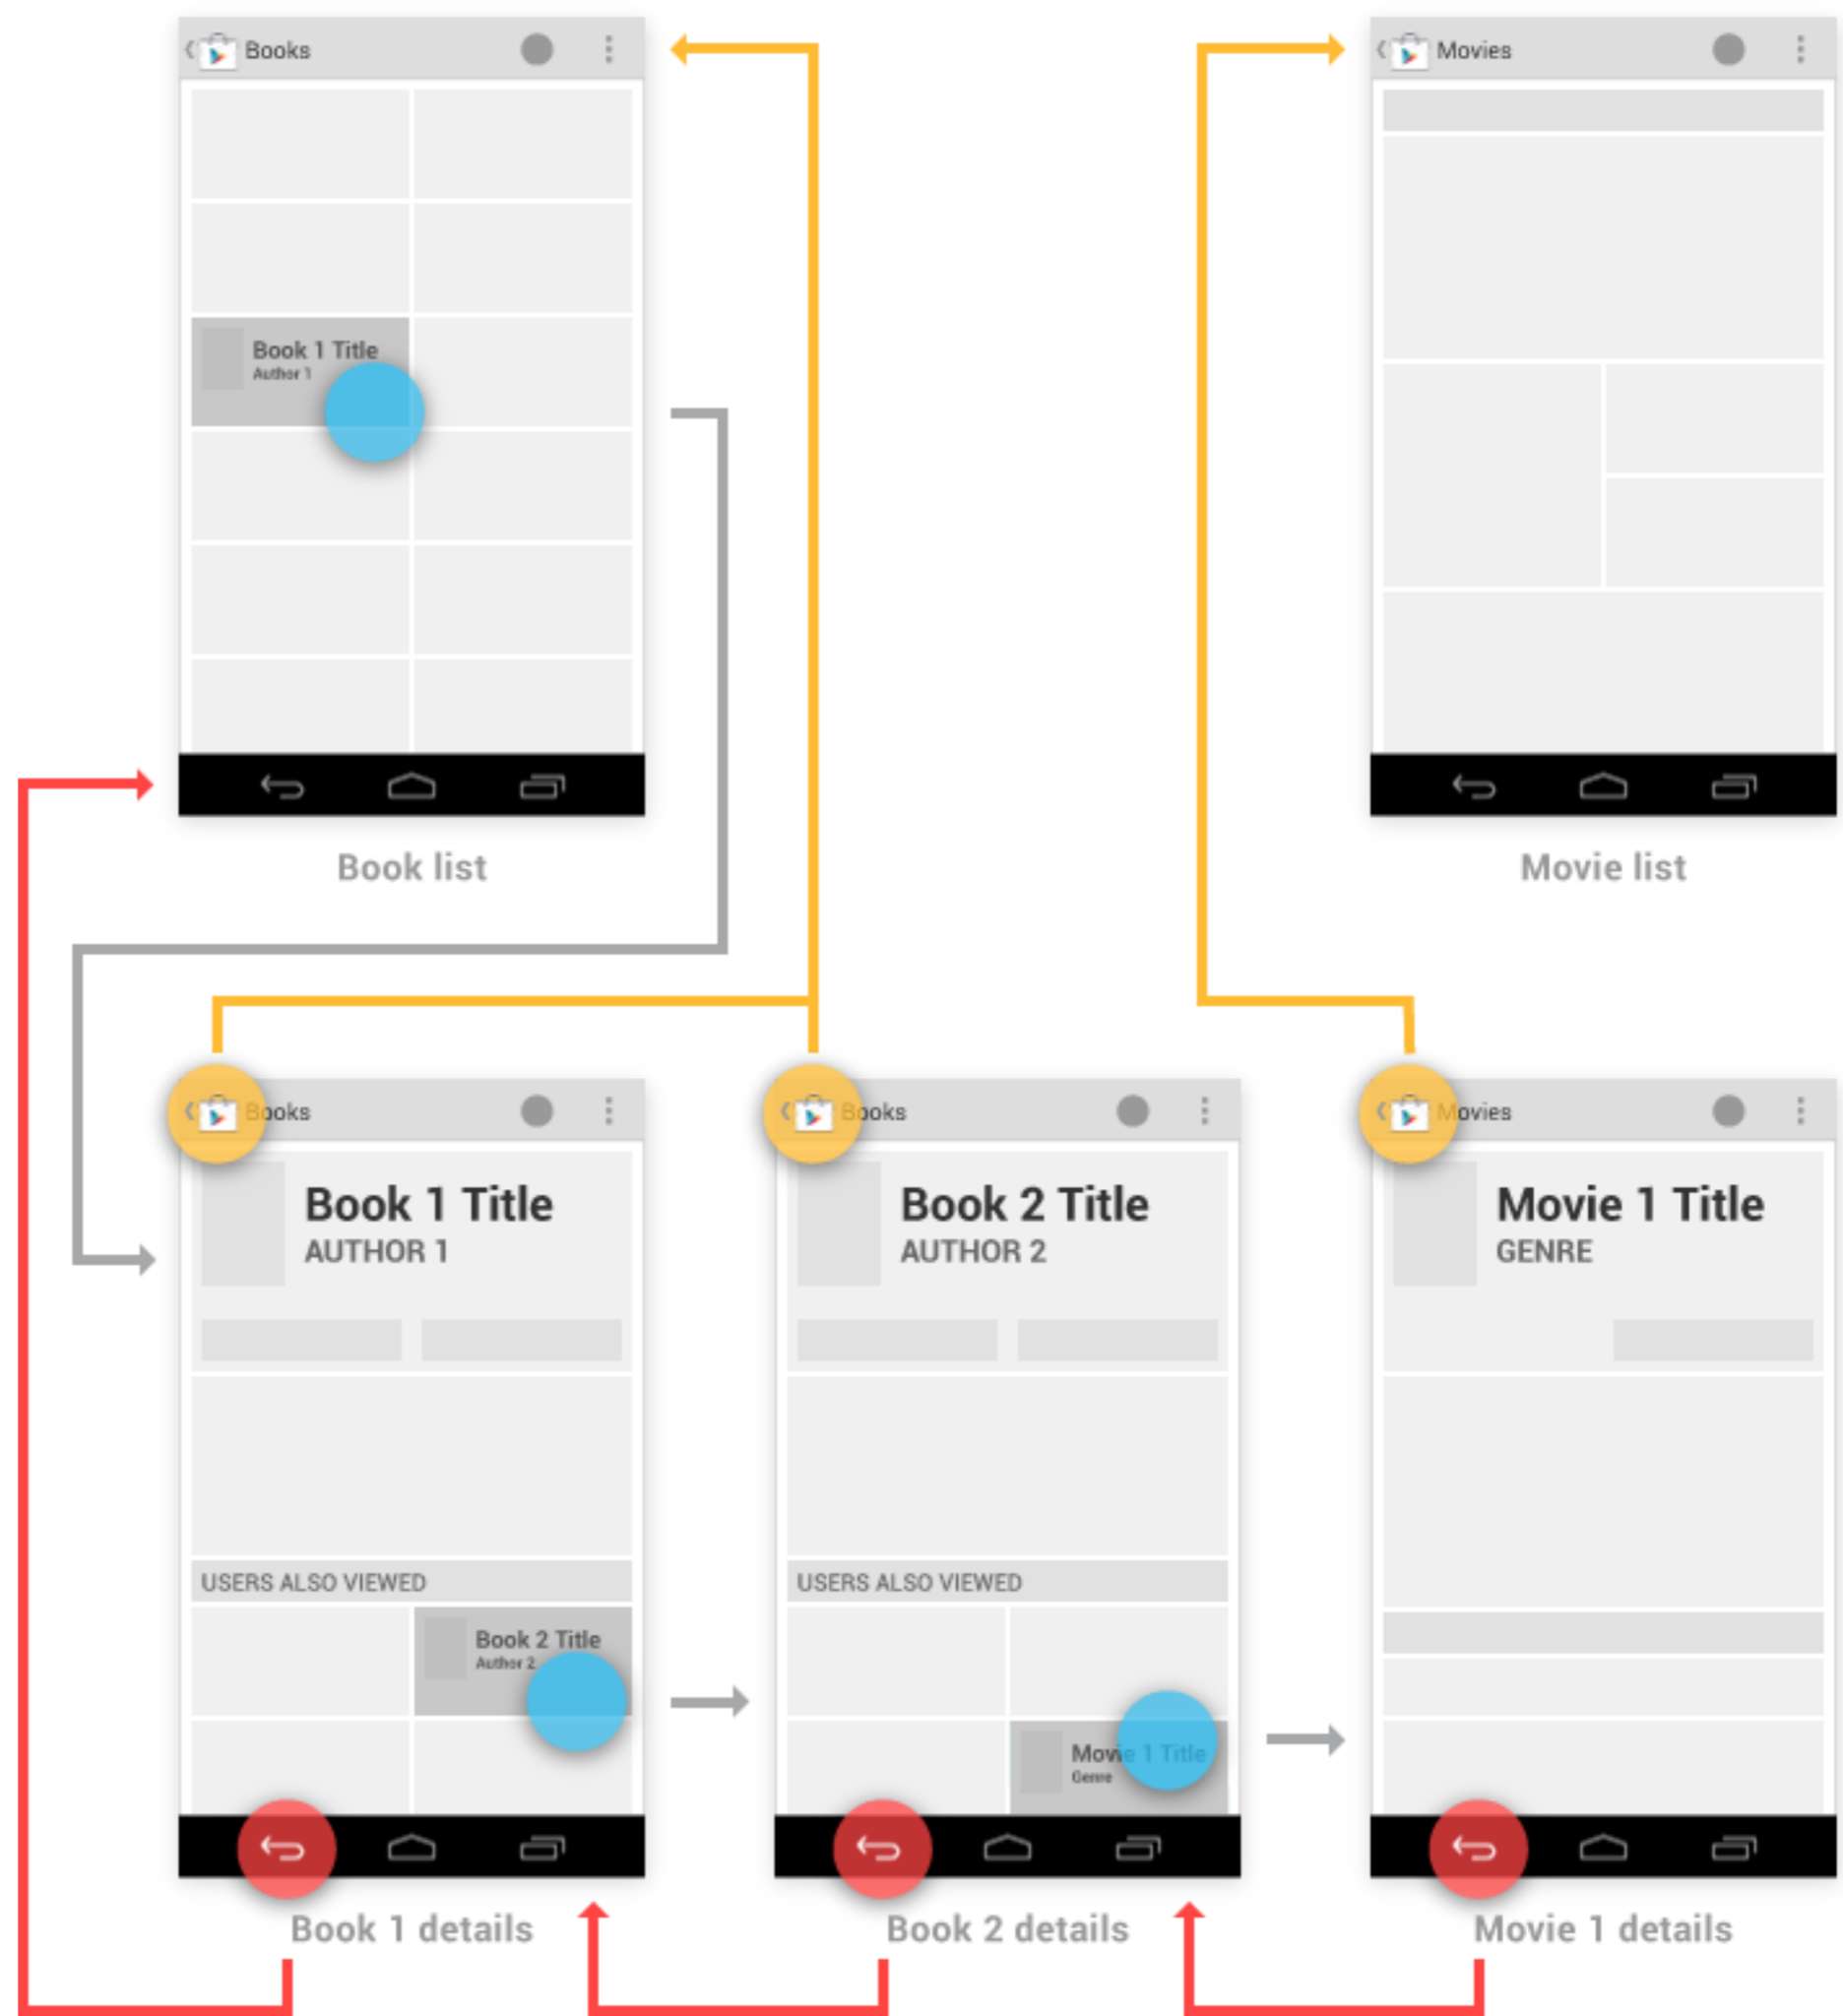 Books
Movies
Book 1 Title
Author 1
Book list
Movie list
Books
Books
Movies
Book 1 Title
AUTHOR 1
Book 2 Title
AUTHOR 2
Movie 1 Title
GENRE
USERS ALSO VIEWED
USERS ALSO VIEWED
Book 2 Title
Author 2
Movie 1 Title
Genre
Book 1 details
Book 2 details
Movie 1 details